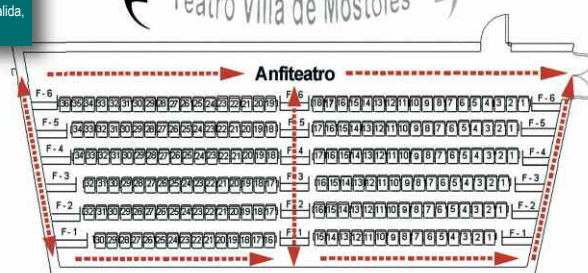 alida,
Teatro Villa de Móstoles
Anfiteatro
F-6 36 35 34 33 32 31 30 29 28 27 26 25 24 23 22 21 20 19 F-6 18 17 16 15 14 13 12 11 10 9 8 7 6 5 4 3 2 1 F-6
F-5 34 33 32 31 30 29 28 27 26 25 24 23 22 21 20 19 18 F-5 17 16 15 14 13 12 11 10 9 8 7 6 5 4 3 2 1 F-5
F-4 34 33 32 31 30 29 28 27 26 25 24 23 22 21 20 19 18 F-4 17 16 15 14 13 12 11 10 9 8 7 6 5 4 3 2 1 F-4
F-3 32 31 30 29 28 27 26 25 24 23 22 21 20 19 18 17 F-3 16 15 14 13 12 11 10 9 8 7 6 5 4 3 2 1 F-3
F-2 32 31 30 29 28 27 26 25 24 23 22 21 20 19 18 17 F-2 16 15 14 13 12 11 10 9 8 7 6 5 4 3 2 1 F-2
F-1 30 29 28 27 26 25 24 23 22 21 20 19 18 17 16 F-1 15 14 13 12 11 10 9 8 7 6 5 4 3 2 1 F-1